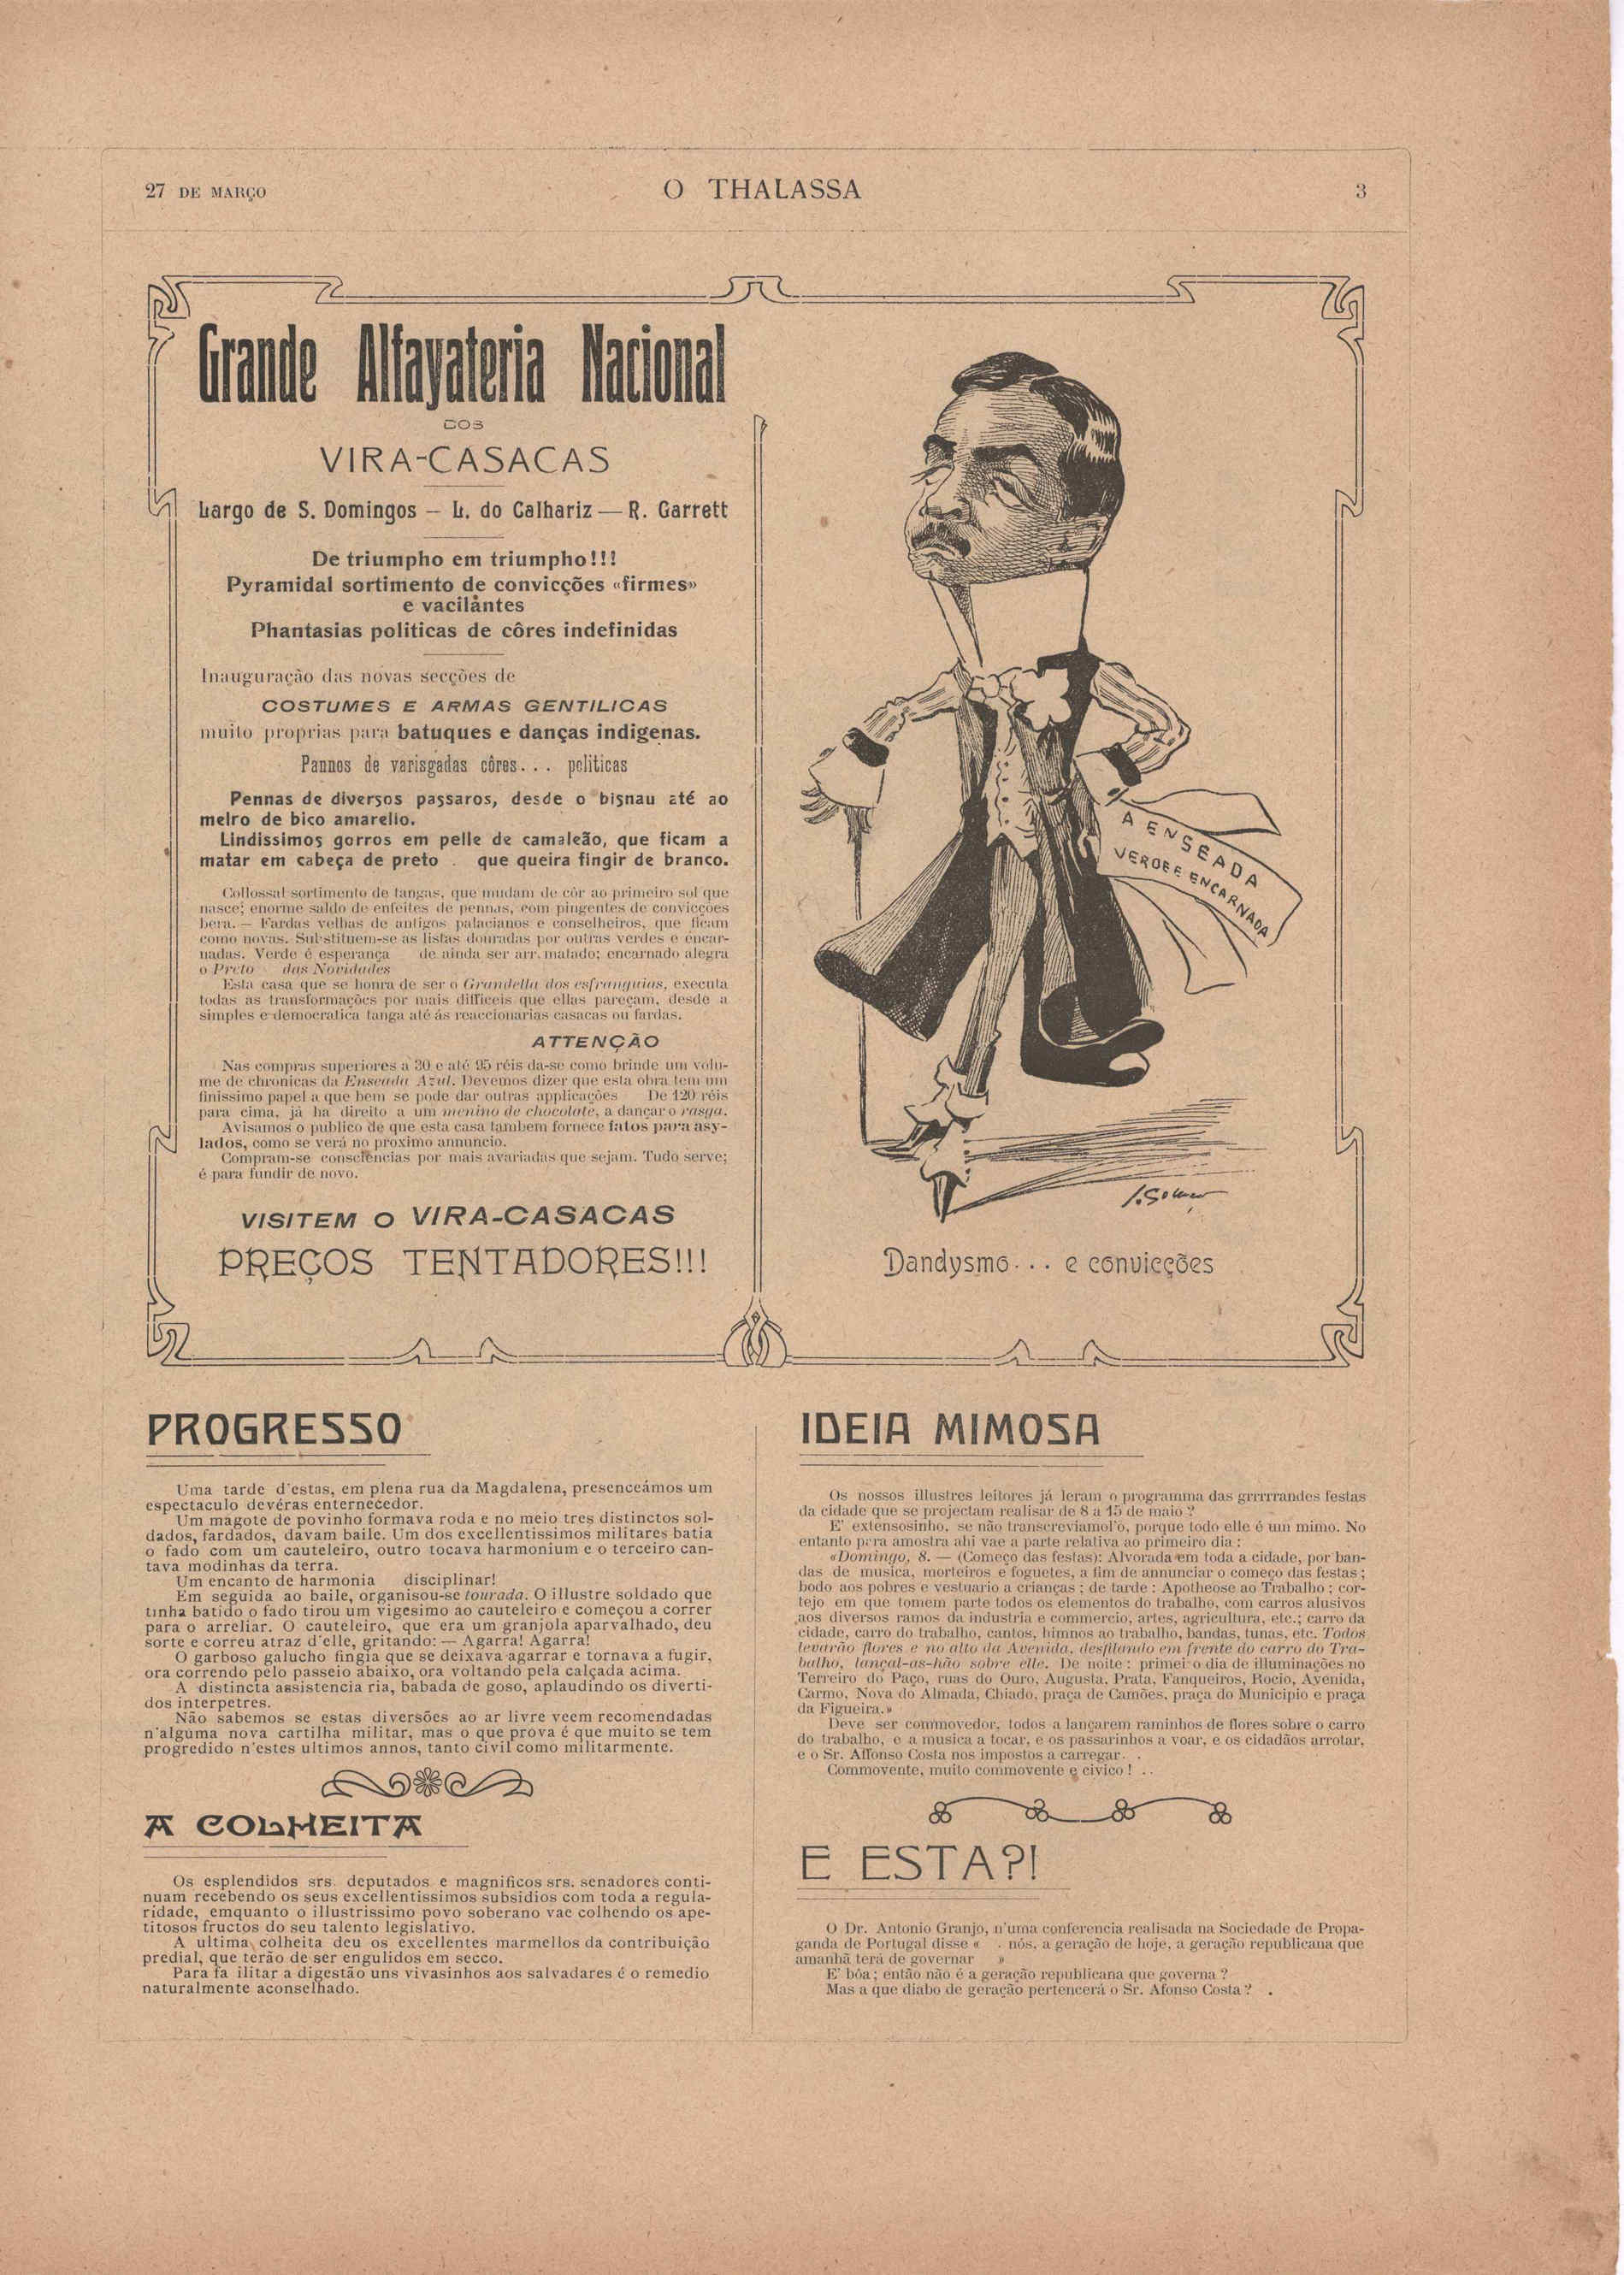 27 DE MARÇO
O THALASSA
3
Grande Alfayateria Nacional
DOS
VIRA-CASACAS
Largo de S. Domingos — L. do Calhariz — R. Garrett
De triumpho em triumpho!!!
Pyramidal sortimento de convicções «firmes»
e vacilantes
Phantasias politicas de côres indefinidas
Inauguração das novas secções de
COSTUMES E ARMAS GENTILICAS
muito proprias para batuques e danças indigenas.
Pannos de varisgadas côres... politicas
Pennas de diversos passaros, desde o bisnau até ao
melro de bico amarello.
Lindissimos gorros em pelle de camaleão, que ficam a
matar em cabeça de preto . que queira fingir de branco.
Collossal sortimento de tangas, que mudam de côr ao primeiro sol que
nasce; enorme saldo de enfeites de pennas, com pingentes de convicções
bera. — Fardas velhas de antigos palacianos e conselheiros, que ficam
como novas. Substituem-se as listas douradas por outras verdes e encar-
nadas. Verde é esperança de ainda ser arr. malado; encarnado alegra
o Preto das Novidades
Esta casa que se honra de ser o Grandella dos esfranguias, executa
todas as transformações por mais difficeis que ellas pareçam, desde a
simples e democratica tanga até ás reaccionarias casacas ou fardas.
ATTENÇÃO
Nas compras superiores a 30 e até 95 réis da-se como brinde um volu-
me de chronicas da Enseada Azul. Devemos dizer que esta obra tem um
finissimo papel a que bem se pode dar outras applicações De 120 réis
para cima, já ha direito a um menino de chocolate, a dançar o rasga.
Avisamos o publico de que esta casa tambem fornece fatos para asy-
lados, como se verá no proximo annuncio.
Compram-se consciencias por mais avariadas que sejam. Tudo serve;
é para fundir de novo.
VISITEM O VIRA-CASACAS
PREÇOS TENTADORES!!!
A ENSEADA
VERDE E ENCARNADA
Dandysmo... e convicções
PROGRESSO
Uma tarde d'estas, em plena rua da Magdalena, presenceámos um
espectaculo devéras enternecedor.
Um magote de povinho formava roda e no meio tres distinctos sol-
dados, fardados, davam baile. Um dos excellentissimos militares batia
o fado com um cauteleiro, outro tocava harmonium e o terceiro can-
tava modinhas da terra.
Um encanto de harmonia disciplinar!
Em seguida ao baile, organisou-se tourada. O illustre soldado que
tinha batido o fado tirou um vigesimo ao cauteleiro e começou a correr
para o arreliar. O cauteleiro, que era um granjola aparvalhado, deu
sorte e correu atraz d'elle, gritando: — Agarra! Agarra!
O garboso galucho fingia que se deixava agarrar e tornava a fugir,
ora correndo pelo passeio abaixo, ora voltando pela calçada acima.
A distincta assistencia ria, babada de goso, aplaudindo os diverti-
dos interpetres.
Não sabemos se estas diversões ao ar livre veem recomendadas
n'alguma nova cartilha militar, mas o que prova é que muito se tem
progredido n'estes ultimos annos, tanto civil como militarmente.
A COLHEITA
Os esplendidos srs. deputados e magnificos srs. senadores conti-
nuam recebendo os seus excellentissimos subsidios com toda a regula-
ridade, emquanto o illustrissimo povo soberano vae colhendo os ape-
titosos fructos do seu talento legislativo.
A ultima colheita deu os excellentes marmellos da contribuição
predial, que terão de ser engulidos em secco.
Para fa ilitar a digestão uns vivasinhos aos salvadares é o remedio
naturalmente aconselhado.
IDEIA MIMOSA
Os nossos illustres leitores já leram o programma das grrrrrandes festas
da cidade que se projectam realisar de 8 a 15 de maio?
E' extensosinho, se não transcreviamol'o, porque todo elle é um mimo. No
entanto para amostra ahi vae a parte relativa ao primeiro dia:
«Domingo, 8. — (Começo das festas): Alvorada em toda a cidade, por ban-
das de musica, morteiros e foguetes, a fim de annunciar o começo das festas;
bodo aos pobres e vestuario a crianças; de tarde: Apotheose ao Trabalho; cor-
tejo em que tomem parte todos os elementos do trabalho, com carros alusivos
aos diversos ramos da industria e commercio, artes, agricultura, etc.; carro da
cidade, carro do trabalho, cantos, himnos ao trabalho, bandas, tunas, etc. Todos
levarão flores e no alto da Avenida, desfilando em frente do carro do Tra-
balho, lançal-as-hão sobre elle. De noite: primeiro dia de illuminações no
Terreiro do Paço, ruas do Ouro, Augusta, Prata, Fanqueiros, Rocio, Avenida,
Carmo, Nova do Almada, Chiado, praça de Camões, praça do Municipio e praça
da Figueira.»
Deve ser commovedor, todos a lançarem raminhos de flores sobre o carro
do trabalho, e a musica a tocar, e os passarinhos a voar, e os cidadãos arrotar,
e o Sr. Affonso Costa nos impostos a carregar. .
Commovente, muito commovente e civico! ..
E ESTA?!
O Dr. Antonio Granjo, n'uma conferencia realisada na Sociedade de Propa-
ganda de Portugal disse « . nós, a geração de hoje, a geração republicana que
amanhã terá de governar »
E' bôa; então não é a geração republicana que governa?
Mas a que diabo de geração pertencerá o Sr. Afonso Costa? .